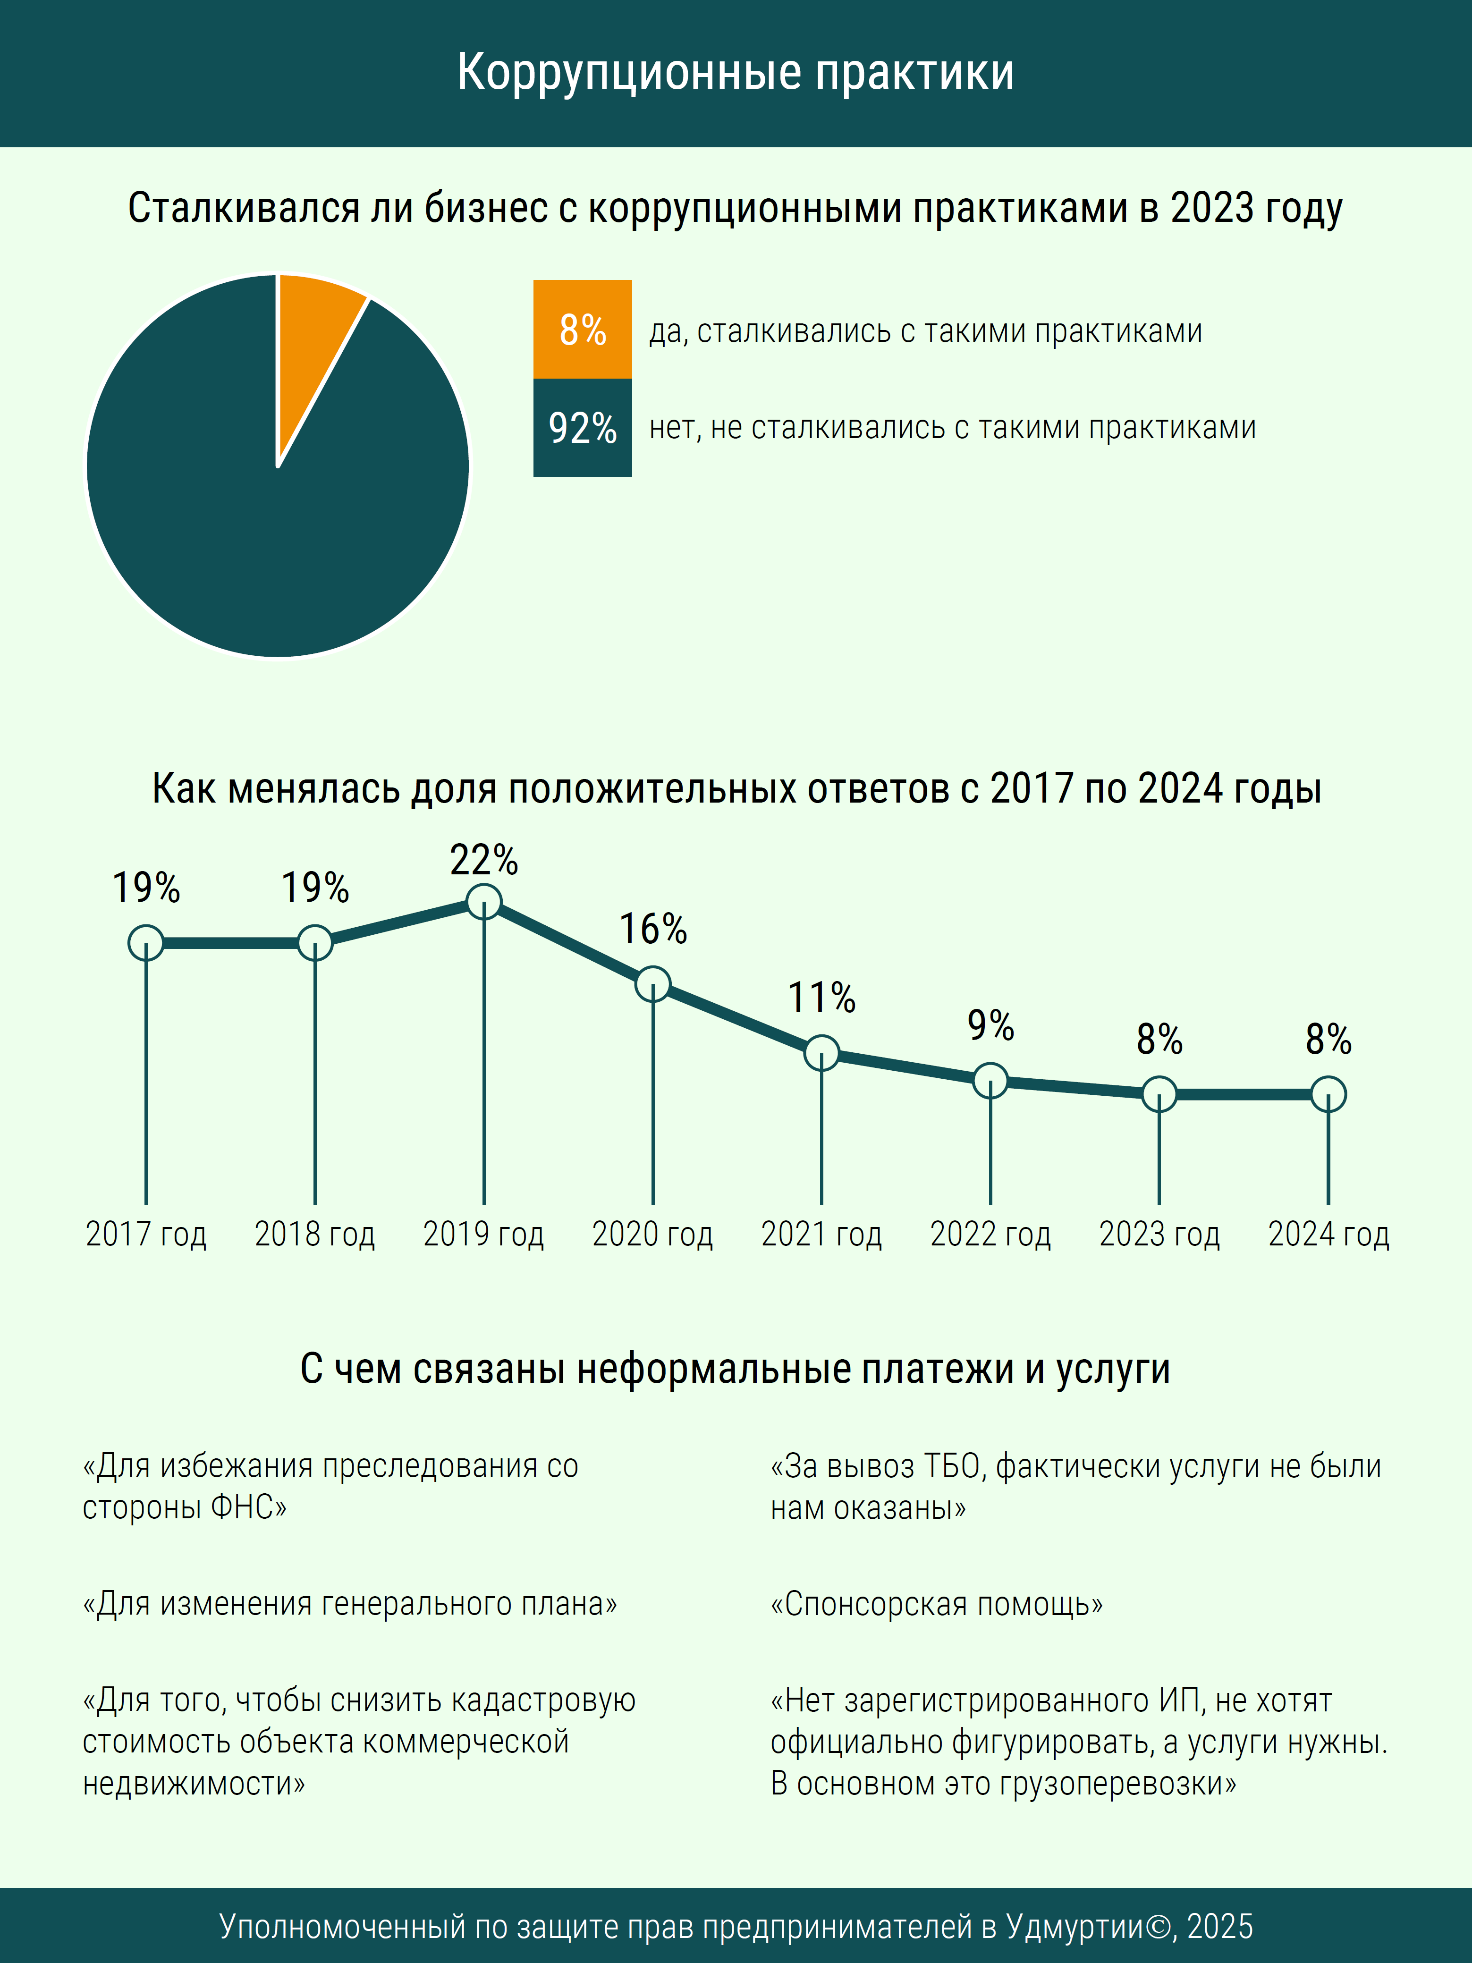 Коррупционные практики
Сталкивался ли бизнес с коррупционными практиками в 2023 году
8% да, сталкивались с такими практиками
92% нет, не сталкивались с такими практиками
Как менялась доля положительных ответов с 2017 по 2024 годы
19% 19% 22% 16% 11% 9% 8% 8%
2017 год 2018 год 2019 год 2020 год 2021 год 2022 год 2023 год 2024 год
С чем связаны неформальные платежи и услуги
«Для избежания преследования со
стороны ФНС»
«За вывоз ТБО, фактически услуги не были
нам оказаны»
«Для изменения генерального плана»
«Спонсорская помощь»
«Для того, чтобы снизить кадастровую
стоимость объекта коммерческой
недвижимости»
«Нет зарегистрированного ИП, не хотят
официально фигурировать, а услуги нужны.
В основном это грузоперевозки»
Уполномоченный по защите прав предпринимателей в Удмуртии©, 2025